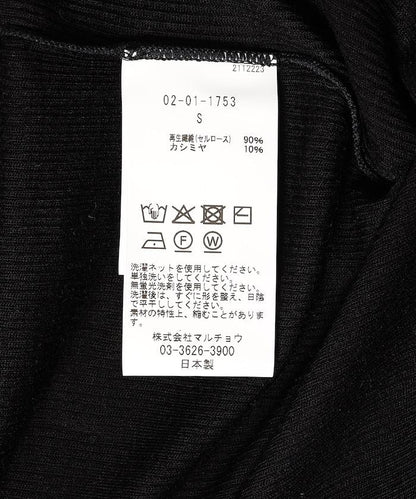 2112223
02-01-1753
S
再生繊維(セルロース) 90%
カシミヤ 10%
F W
洗濯ネットを使用してください。
単独洗いをしてください。
無蛍光洗剤を使用してください。
洗濯後は、すぐに形を整え、日陰
で平干ししてください。
素材の特性上、縮むことがありま
す。
株式会社マルチョウ
03-3626-3900
日本製